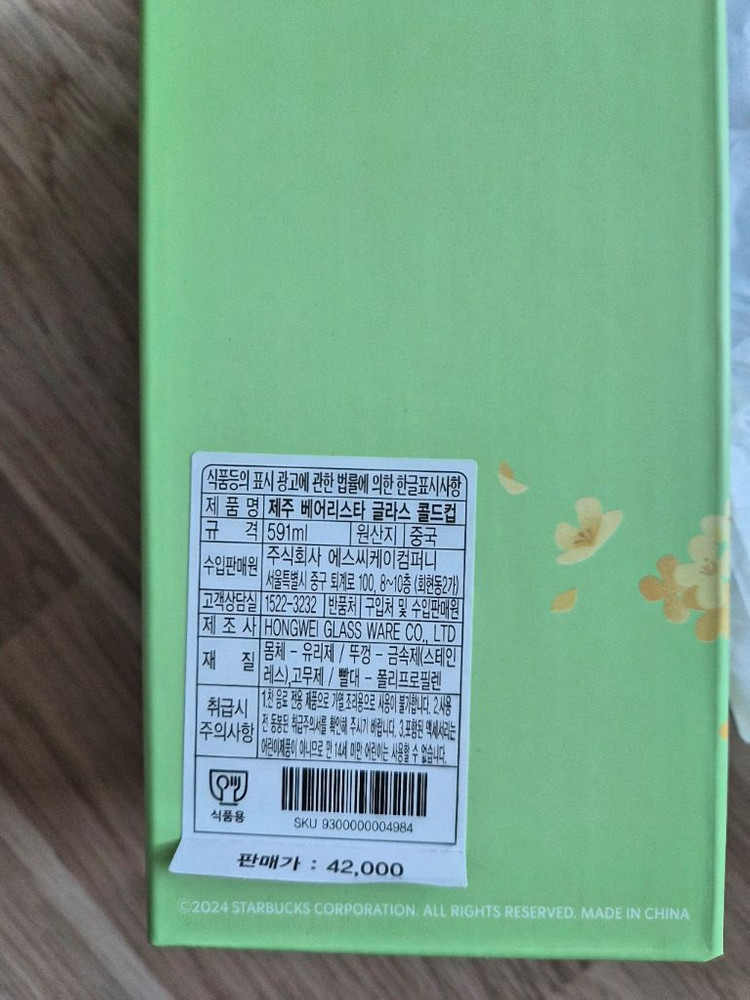 식품등의 표시 광고에 관한 법률에 의한 한글표시사항
제 품 명 제주 베어리스타 글라스 콜드컵
규 격 591ml 원산지 중국
수입판매원 주식회사 에스씨케이컴퍼니
서울특별시 중구 퇴계로 100, 8~10층 (회현동2가)
고객상담실 1522-3232 반품처 구입처 및 수입판매원
제 조 사 HONGWEI GLASS WARE CO., LTD
재 질 몸체 - 유리제 / 뚜껑 - 금속제(스테인
레스),고무제 / 빨대 - 폴리프로필렌
취급시 주의사항 1.찬 음료 전용 제품으로 가열 조리용으로 사용이 불가합니다. 2.사용
전 동봉된 취급주의서를 확인해 주시기 바랍니다. 3.포함된 액세서리는
어린이제품이 아니므로 만 14세 미만 어린이는 사용할 수 없습니다.
식품용
SKU 9300000004984
판매가 : 42,000
©2024 STARBUCKS CORPORATION. ALL RIGHTS RESERVED. MADE IN CHINA